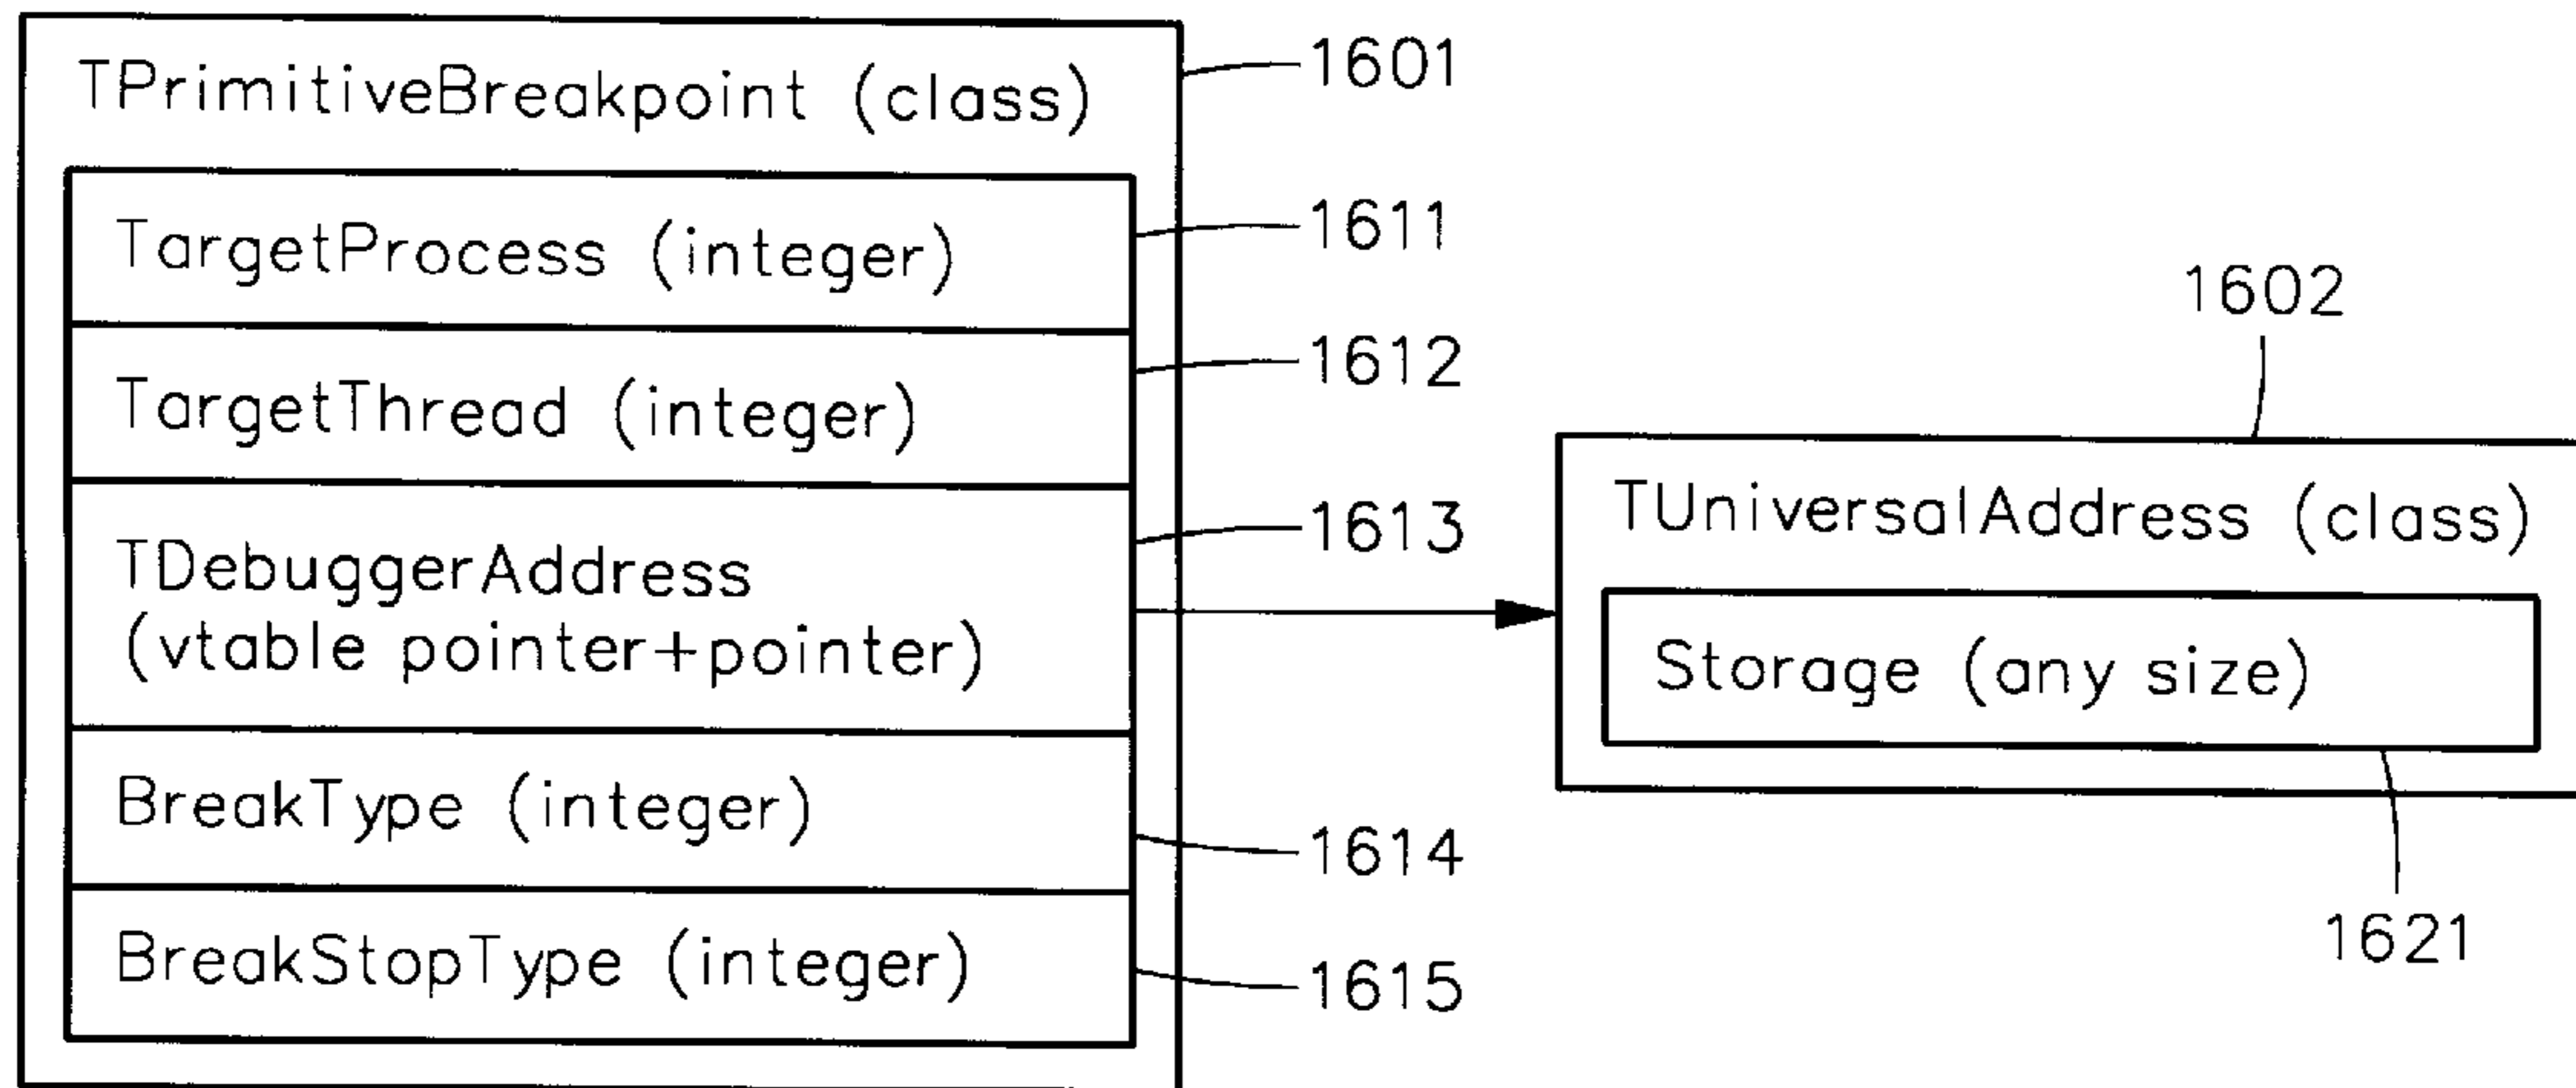 TPrimitiveBreakpoint (class)
1601
TargetProcess (integer)
1611
TargetThread (integer)
1612
TDebuggerAddress
(vtable pointer+pointer)
1613
BreakType (integer)
1614
BreakStopType (integer)
1615
1602
TUniversalAddress (class)
Storage (any size)
1621